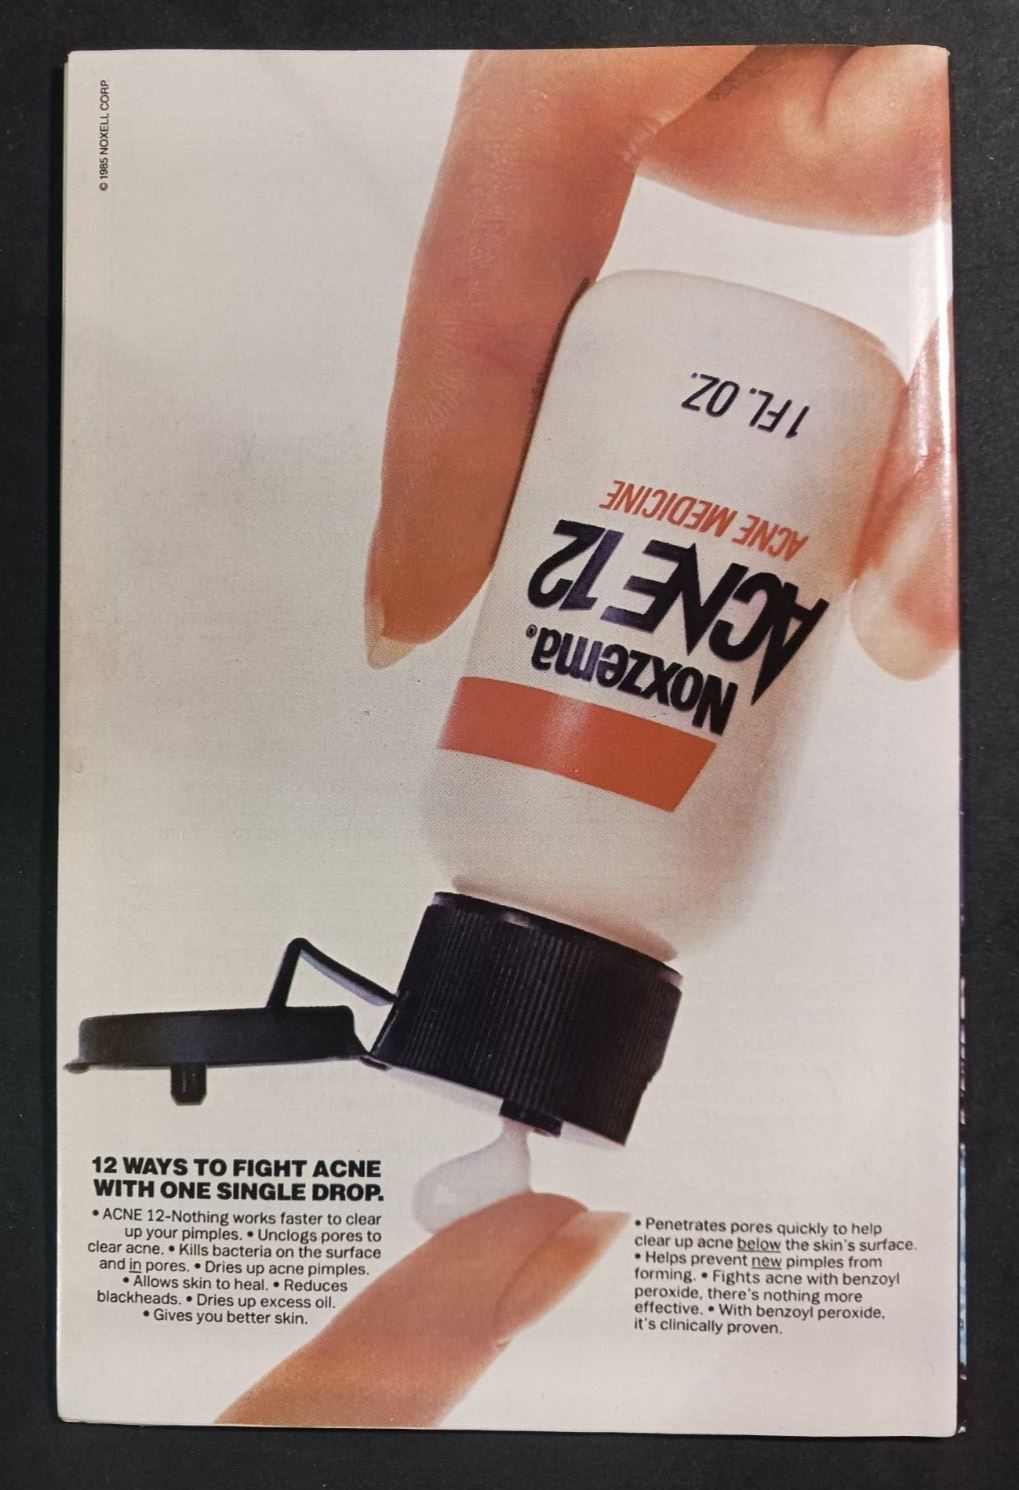 © 1985 NOXELL CORP.
1 FL. OZ.
ACNE MEDICINE
ACNE 12
Noxzema®
12 WAYS TO FIGHT ACNE
WITH ONE SINGLE DROP.
• ACNE 12-Nothing works faster to clear
up your pimples. • Unclogs pores to
clear acne. • Kills bacteria on the surface
and in pores. • Dries up acne pimples.
• Allows skin to heal. • Reduces
blackheads. • Dries up excess oil.
• Gives you better skin.
• Penetrates pores quickly to help
clear up acne below the skin's surface.
• Helps prevent new pimples from
forming. • Fights acne with benzoyl
peroxide, there's nothing more
effective. • With benzoyl peroxide,
it's clinically proven.